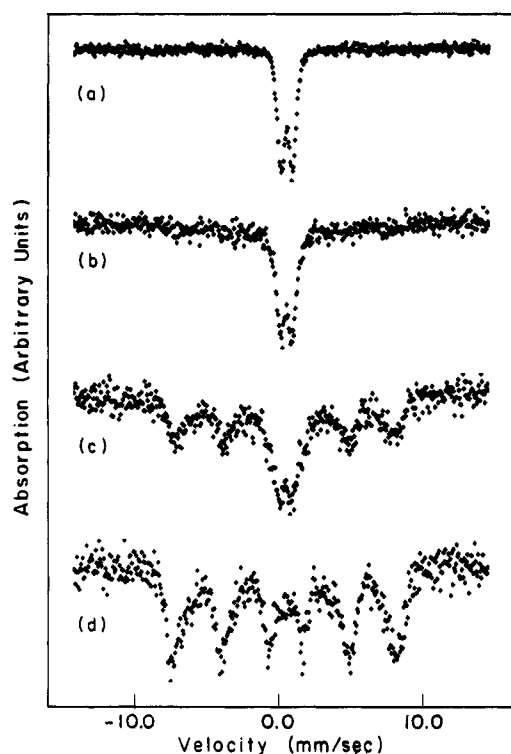 (a)
(b)
(c)
(d)
Absorption (Arbitrary Units)
-10.0 0.0 10.0
Velocity (mm/sec)